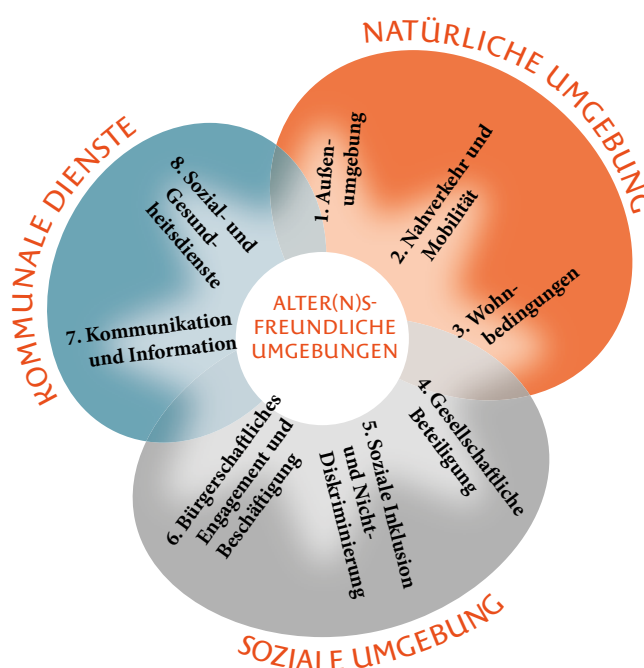 NATÜRLICHE UMGEBUNG
KOMMUNALE DIENSTE
SOZIALE UMGEBUNG
ALTER(N)S-
FREUNDLICHE
UMGEBUNGEN
1. Außen-
umgebung
2. Nahverkehr und
Mobilität
3. Wohn-
bedingungen
4. Gesellschaftliche
Beteiligung
5. Soziale Inklusion
und Nicht-
Diskriminierung
6. Bürgerschaftliches
Engagement und
Beschäftigung
7. Kommunikation
und Information
8. Sozial- und
Gesund-
heitsdienste